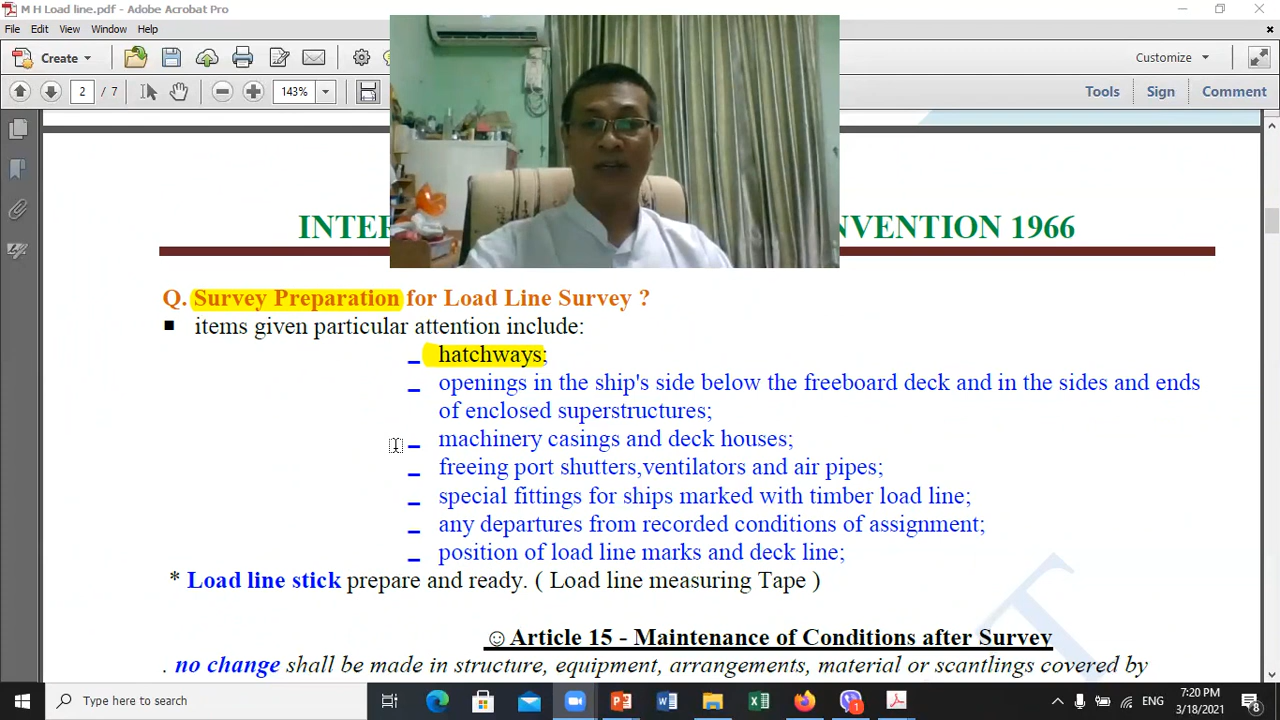 M H Load line.pdf - Adobe Acrobat Pro
File Edit View Window Help
Create Customize
2 / 7 143% Tools Sign Comment
INTER NVENTION 1966
Q. Survey Preparation for Load Line Survey ?
■ items given particular attention include:
– hatchways;
– openings in the ship's side below the freeboard deck and in the sides and ends
of enclosed superstructures;
– machinery casings and deck houses;
– freeing port shutters,ventilators and air pipes;
– special fittings for ships marked with timber load line;
– any departures from recorded conditions of assignment;
– position of load line marks and deck line;
* Load line stick prepare and ready. ( Load line measuring Tape )
☺Article 15 - Maintenance of Conditions after Survey
. no change shall be made in structure, equipment, arrangements, material or scantlings covered by
T
Type here to search 1 ENG 7:20 PM 3/18/2021 8